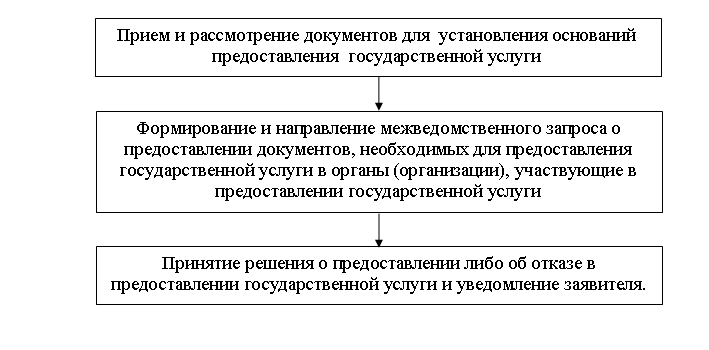 Прием и рассмотрение документов для установления оснований
предоставления государственной услуги
Формирование и направление межведомственного запроса о
предоставлении документов, необходимых для предоставления
государственной услуги в органы (организации), участвующие в
предоставлении государственной услуги
Принятие решения о предоставлении либо об отказе в
предоставлении государственной услуги и уведомление заявителя.